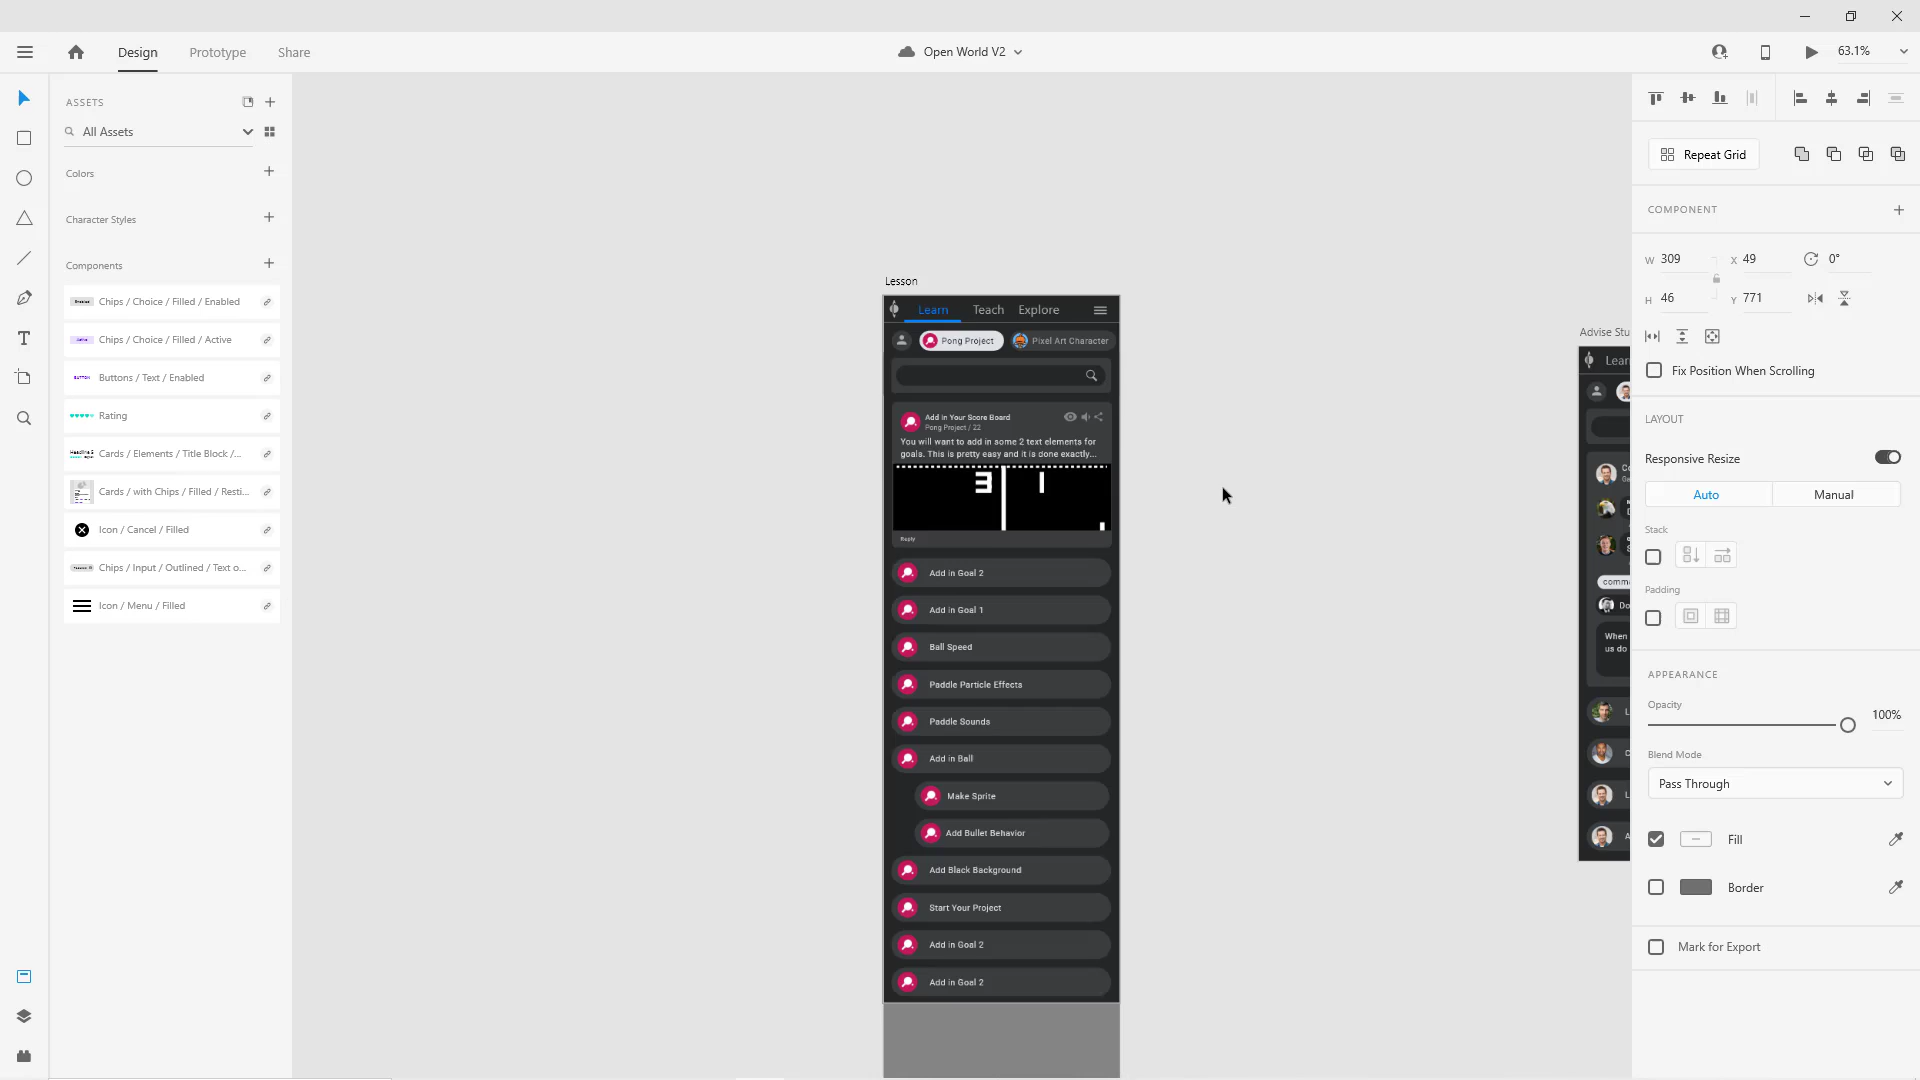 Design
Prototype
Share
Open World V2
63.1%
ASSETS
All Assets
Colors
Character Styles
Components
Chips / Choice / Filled / Enabled
Chips / Choice / Filled / Active
Buttons / Text / Enabled
Rating
Cards / Elements / Title Block /...
Cards / with Chips / Filled / Resti...
Icon / Cancel / Filled
Chips / Input / Outlined / Text o...
Icon / Menu / Filled
Lesson
Learn
Teach
Explore
Pong Project
Pixel Art Character
Add in Your Score Board
Pong Project / 22
You will want to add in some 2 text elements for
goals. This is pretty easy and it is done exactly...
3 1
Reply
Add in Goal 2
Add in Goal 1
Ball Speed
Paddle Particle Effects
Paddle Sounds
Add in Ball
Make Sprite
Add Bullet Behavior
Add Black Background
Start Your Project
Add in Goal 2
Add in Goal 2
Advise Stu
Lear
comm
Do
When
us do
Repeat Grid
COMPONENT
W 309
X 49
0°
H 46
Y 771
Fix Position When Scrolling
LAYOUT
Responsive Resize
Auto
Manual
Stack
Padding
APPEARANCE
Opacity
100%
Blend Mode
Pass Through
Fill
Border
Mark for Export